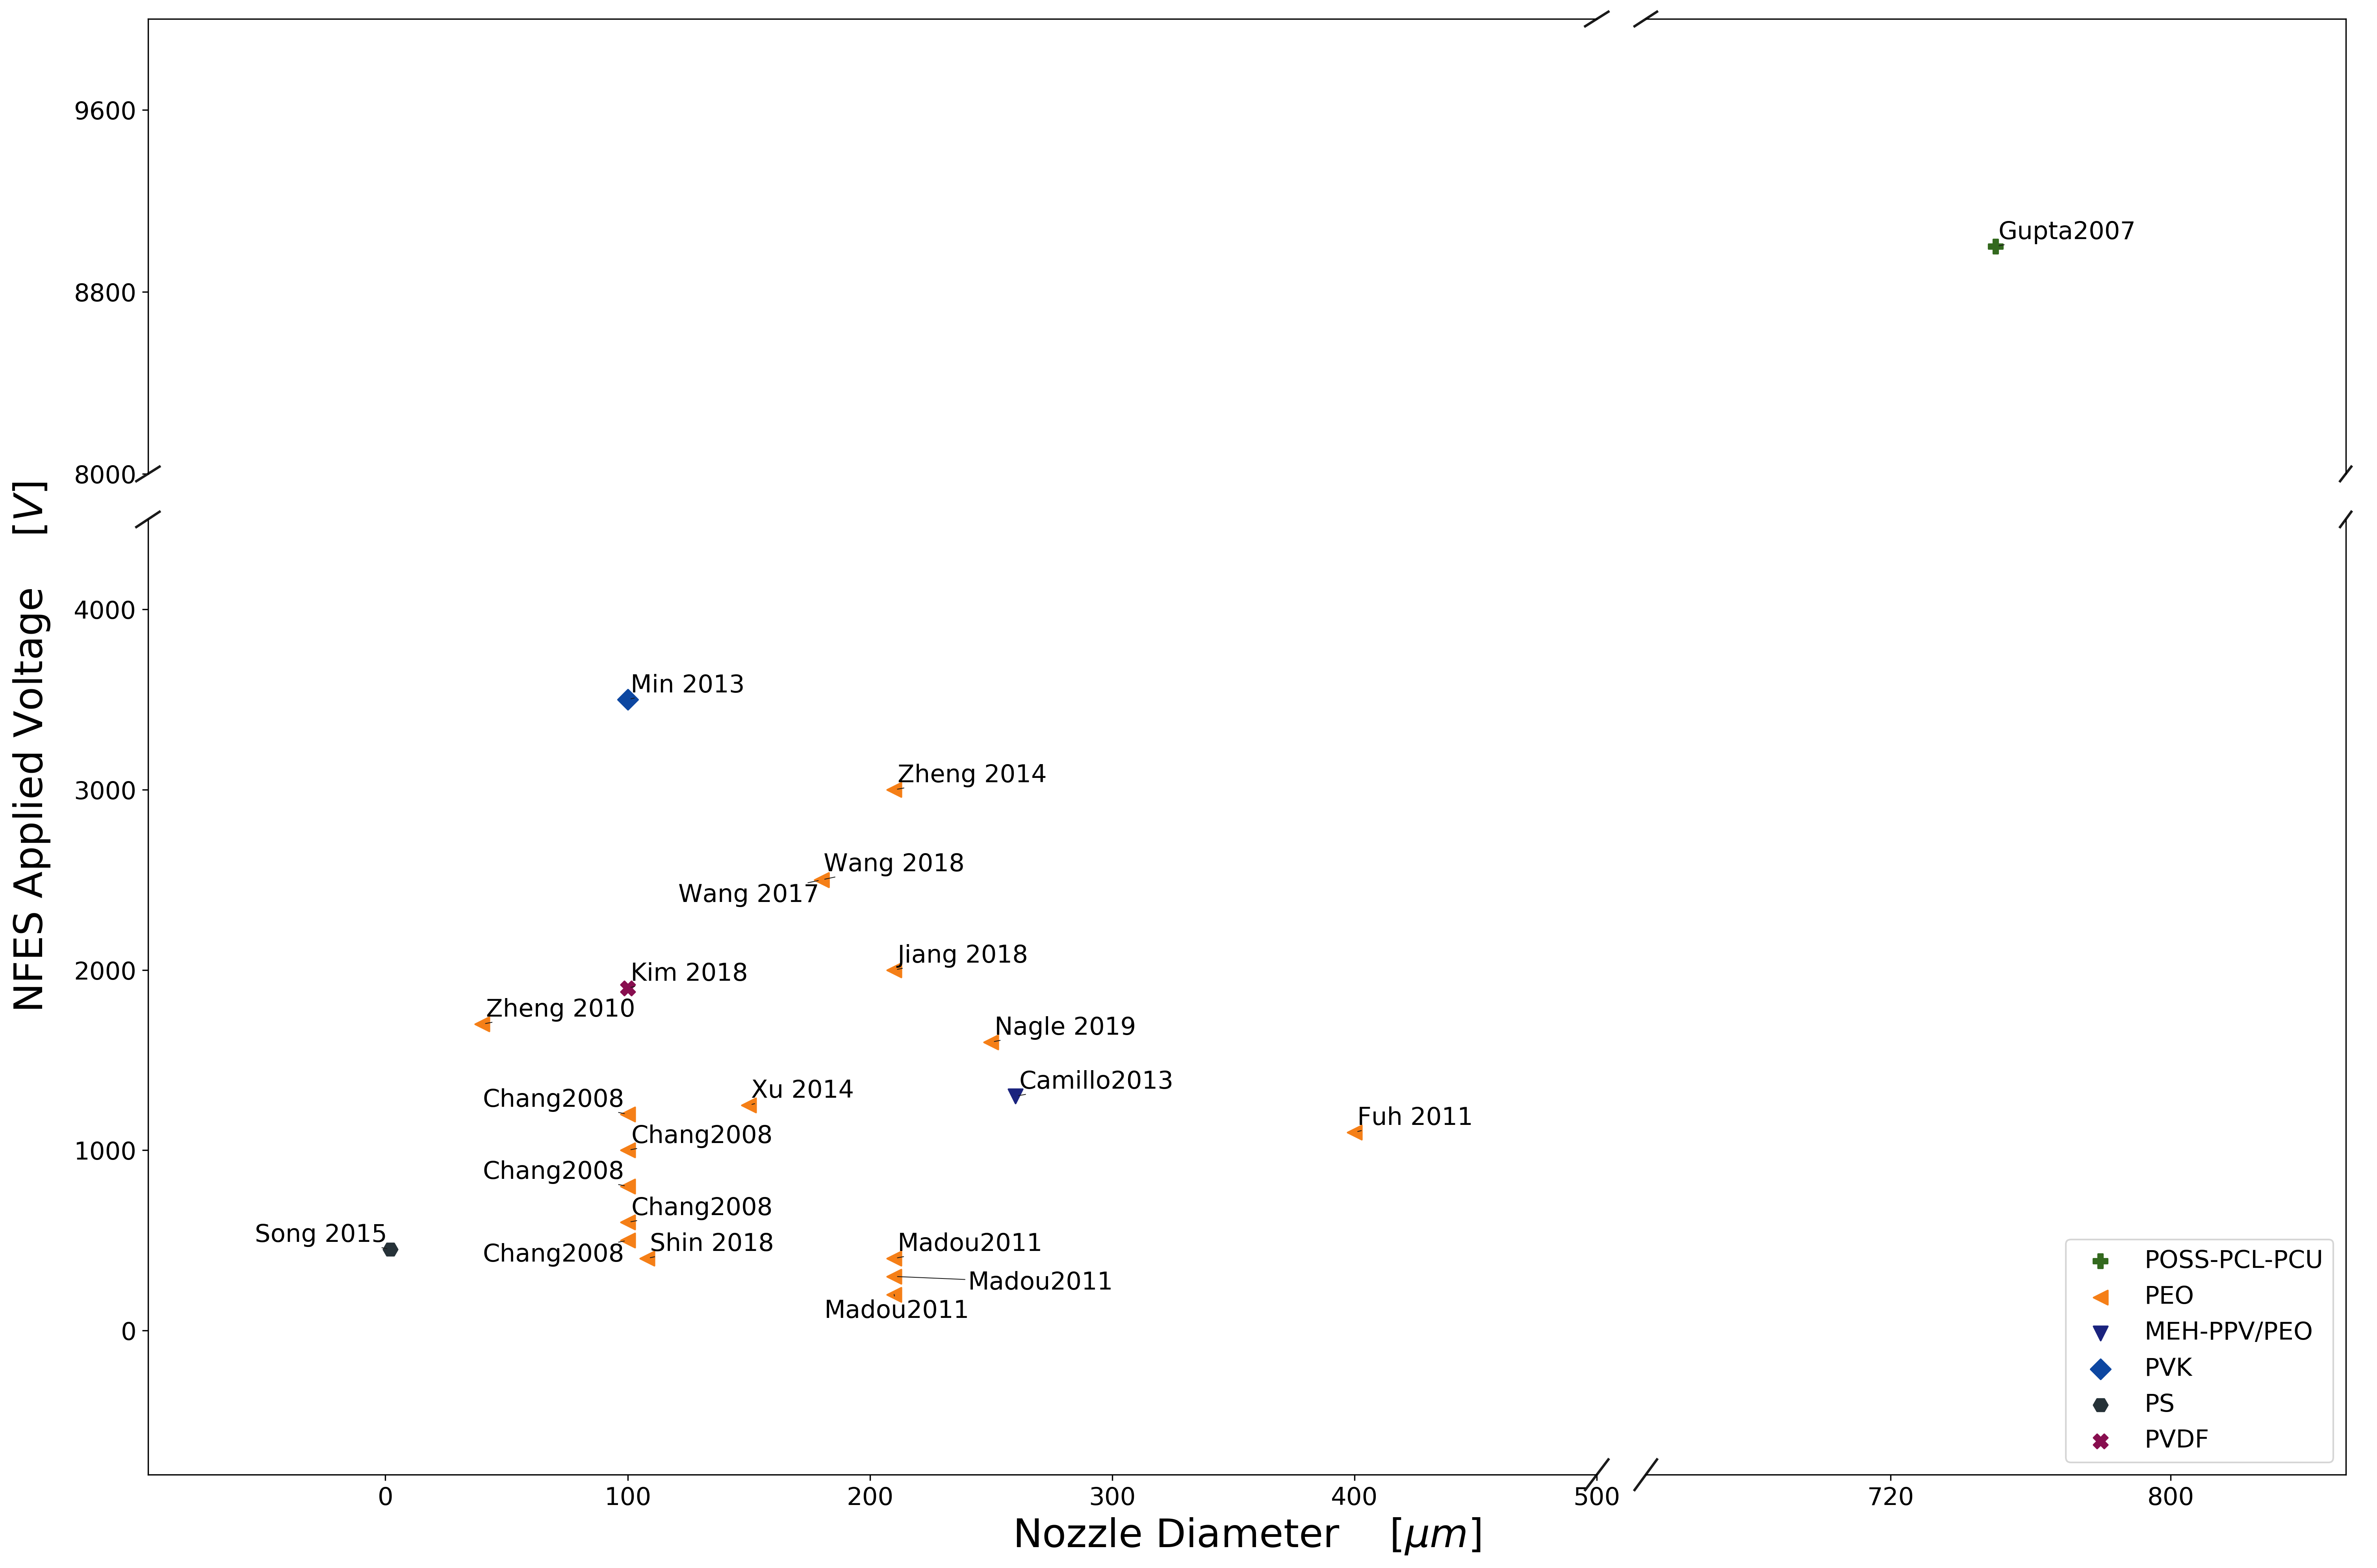 9600
8800
8000
4000
3000
2000
1000
0
NFES Applied Voltage [V]
Gupta2007
Min 2013
Zheng 2014
Wang 2018
Wang 2017
Jiang 2018
Kim 2018
Zheng 2010
Nagle 2019
Camillo2013
Xu 2014
Chang2008
Fuh 2011
Chang2008
Chang2008
Chang2008
Song 2015
Shin 2018
Chang2008
Madou2011
Madou2011
Madou2011
POSS-PCL-PCU
PEO
MEH-PPV/PEO
PVK
PS
PVDF
0 100 200 300 400 500 720 800
Nozzle Diameter [μm]